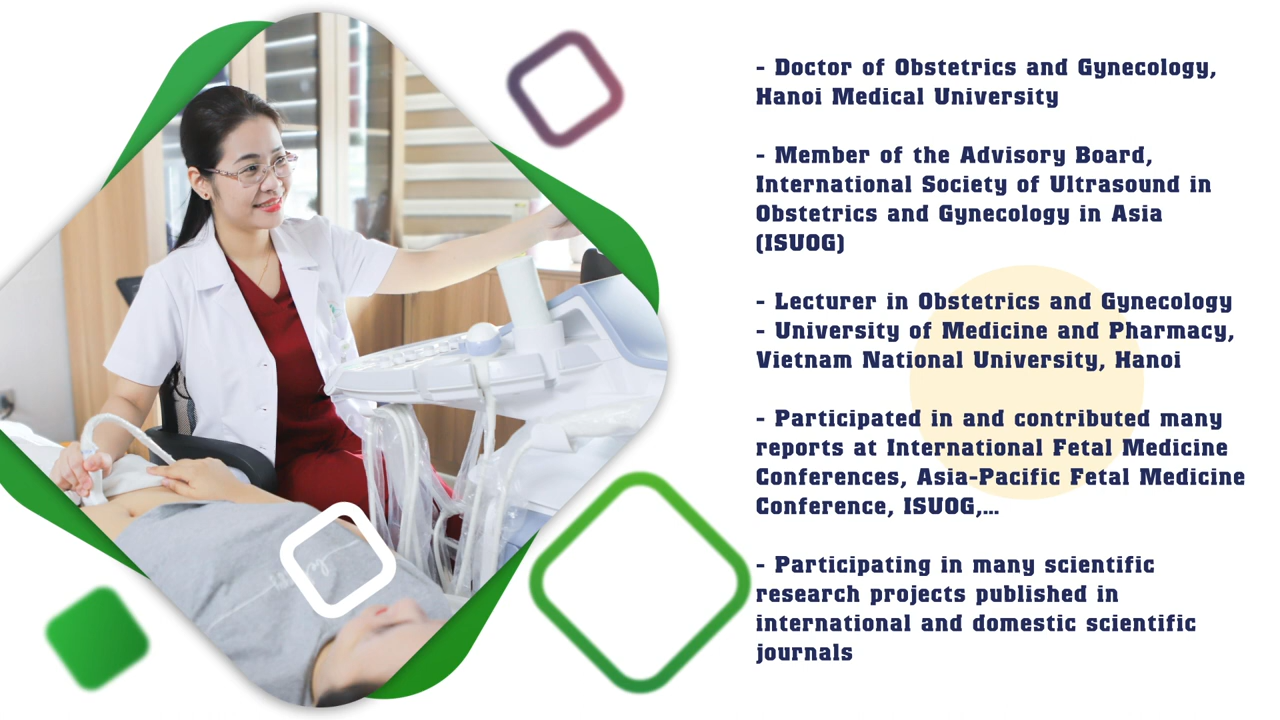 - Doctor of Obstetrics and Gynecology,
Hanoi Medical University
- Member of the Advisory Board,
International Society of Ultrasound in
Obstetrics and Gynecology in Asia
(ISUOG)
- Lecturer in Obstetrics and Gynecology
- University of Medicine and Pharmacy,
Vietnam National University, Hanoi
- Participated in and contributed many
reports at International Fetal Medicine
Conferences, Asia-Pacific Fetal Medicine
Conference, ISUOG,...
- Participating in many scientific
research projects published in
international and domestic scientific
journals